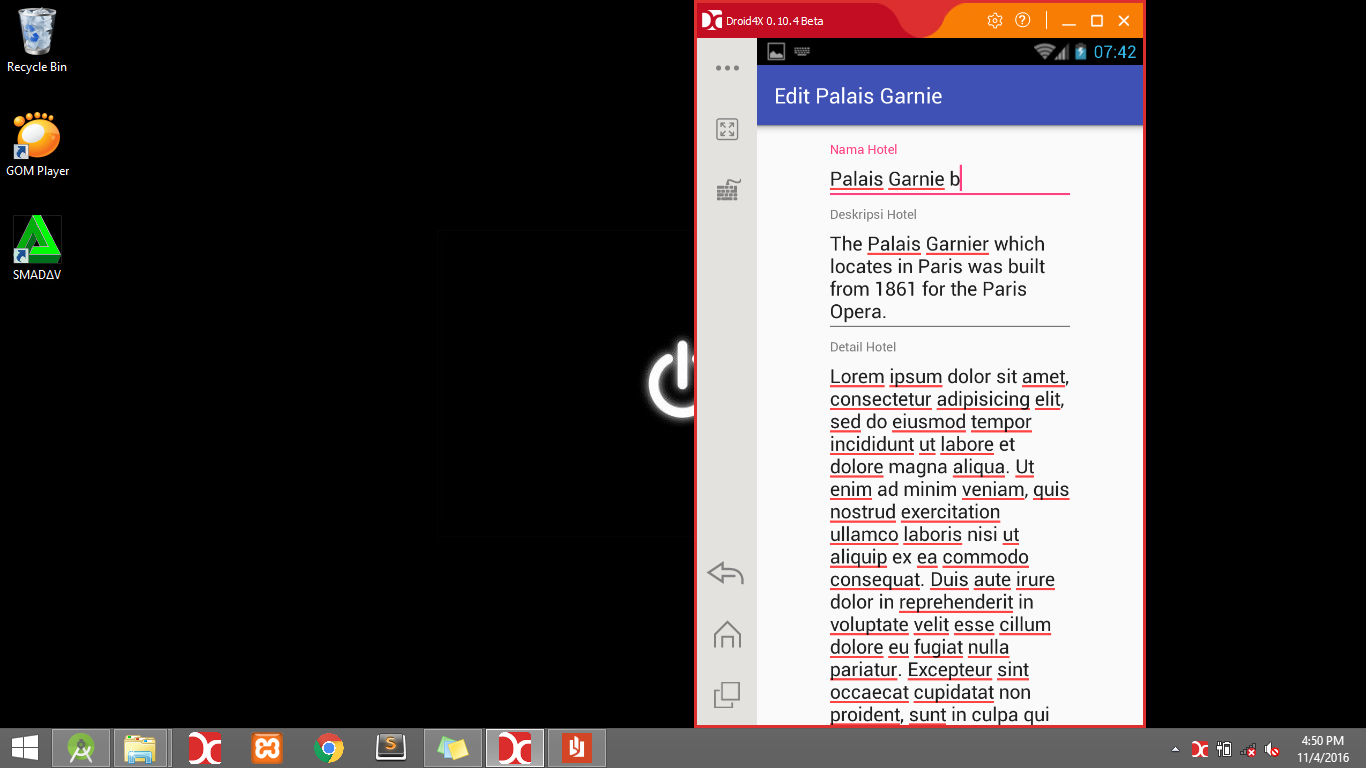 Recycle Bin
GOM Player
SMADΔV
Droid4X 0.10.4 Beta
07:42
Edit Palais Garnie
Nama Hotel
Palais Garnie b
Deskripsi Hotel
The Palais Garnier which
locates in Paris was built
from 1861 for the Paris
Opera.
Detail Hotel
Lorem ipsum dolor sit amet,
consectetur adipisicing elit,
sed do eiusmod tempor
incididunt ut labore et
dolore magna aliqua. Ut
enim ad minim veniam, quis
nostrud exercitation
ullamco laboris nisi ut
aliquip ex ea commodo
consequat. Duis aute irure
dolor in reprehenderit in
voluptate velit esse cillum
dolore eu fugiat nulla
pariatur. Excepteur sint
occaecat cupidatat non
proident, sunt in culpa qui
4:50 PM
11/4/2016